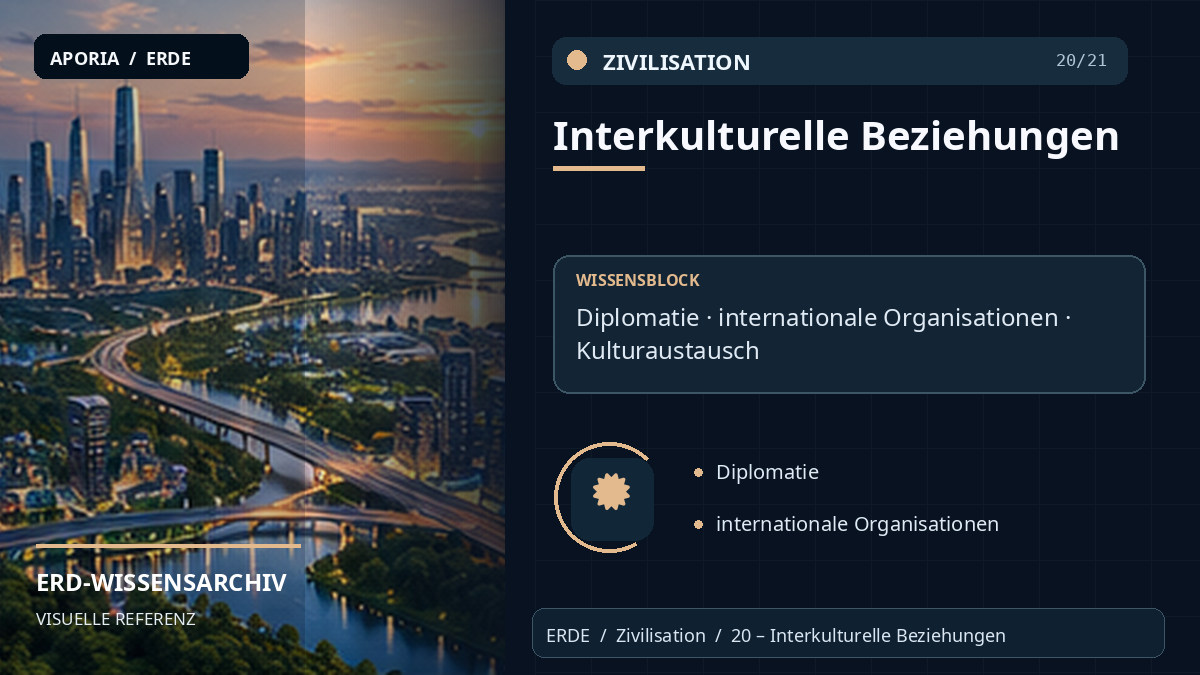 APORIA / ERDE
ERD-WISSENSARCHIV
VISUELLE REFERENZ
ZIVILISATION
20/21
Interkulturelle Beziehungen
WISSENSBLOCK
Diplomatie · internationale Organisationen ·
Kulturaustausch
Diplomatie
internationale Organisationen
ERDE / Zivilisation / 20 – Interkulturelle Beziehungen